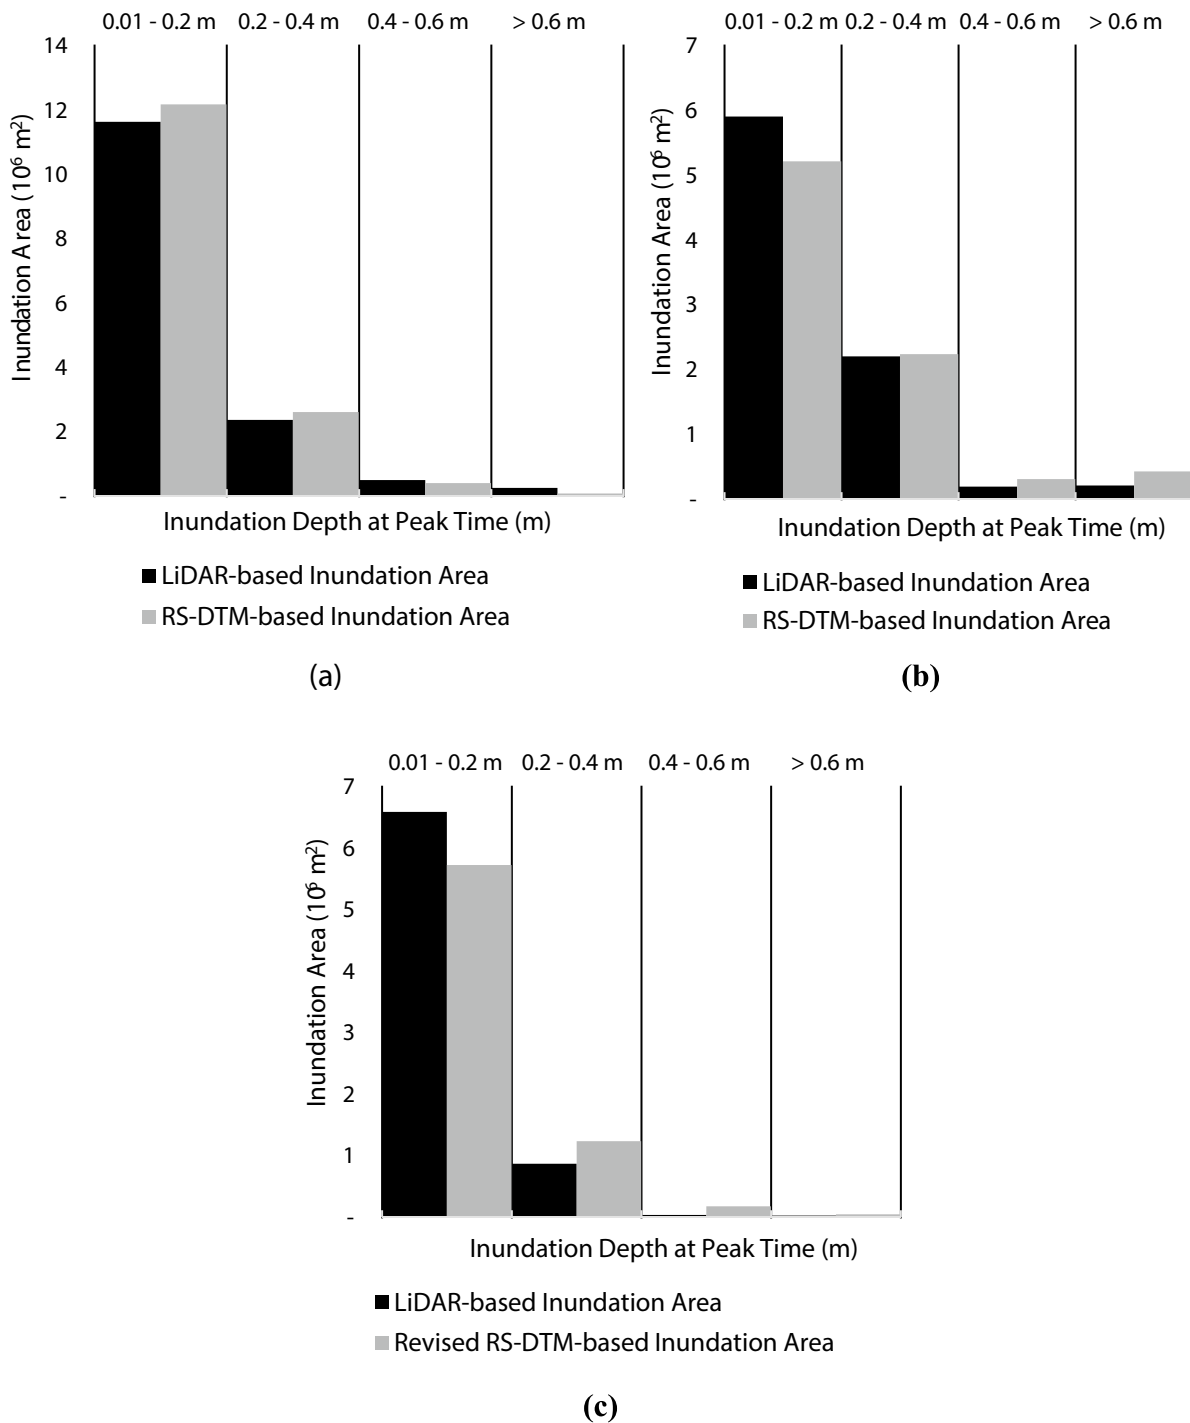 0.01 - 0.2 m 0.2 - 0.4 m 0.4 - 0.6 m > 0.6 m
14
12
10
8
6
4
2
-
Inundation Area (10⁶ m²)
Inundation Depth at Peak Time (m)
LiDAR-based Inundation Area
RS-DTM-based Inundation Area
(a)
0.01 - 0.2 m 0.2 - 0.4 m 0.4 - 0.6 m > 0.6 m
7
6
5
4
3
2
1
-
Inundation Area (10⁶ m²)
Inundation Depth at Peak Time (m)
LiDAR-based Inundation Area
RS-DTM-based Inundation Area
(b)
0.01 - 0.2 m 0.2 - 0.4 m 0.4 - 0.6 m > 0.6 m
7
6
5
4
3
2
1
-
Inundation Area (10⁶ m²)
Inundation Depth at Peak Time (m)
LiDAR-based Inundation Area
Revised RS-DTM-based Inundation Area
(c)